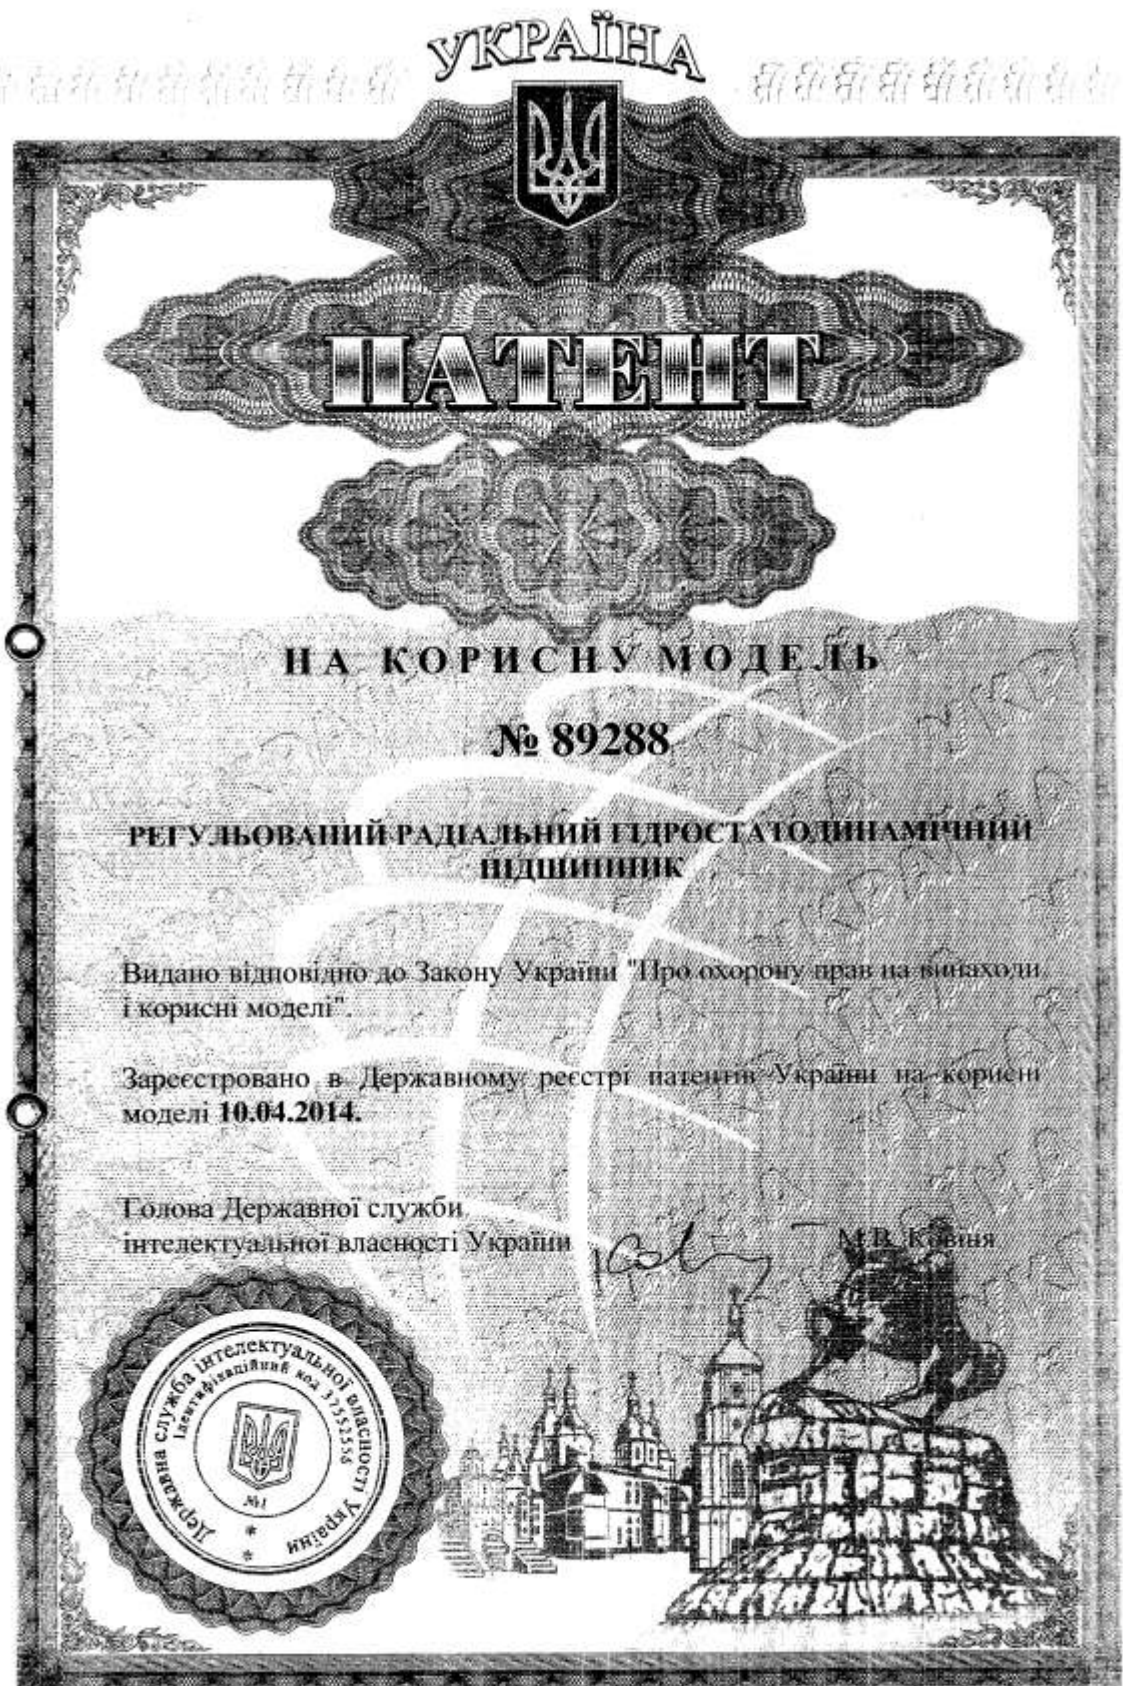 УКРАЇНА
ПАТЕНТ
НА КОРИСНУ МОДЕЛЬ
№ 89288
РЕГУЛЬОВАНИЙ РАДІАЛЬНИЙ ГІДРОСТАТОДИНАМІЧНИЙ
ПІДШИПНИК
Видано відповідно до Закону України "Про охорону прав на винаходи
і корисні моделі".
Зареєстровано в Державному реєстрі патентів України на корисні
моделі 10.04.2014.
Голова Державної служби
інтелектуальної власності України
М.В. Ковіня
Державна служба інтелектуальної власності України
Ідентифікаційний код 37552556
№1